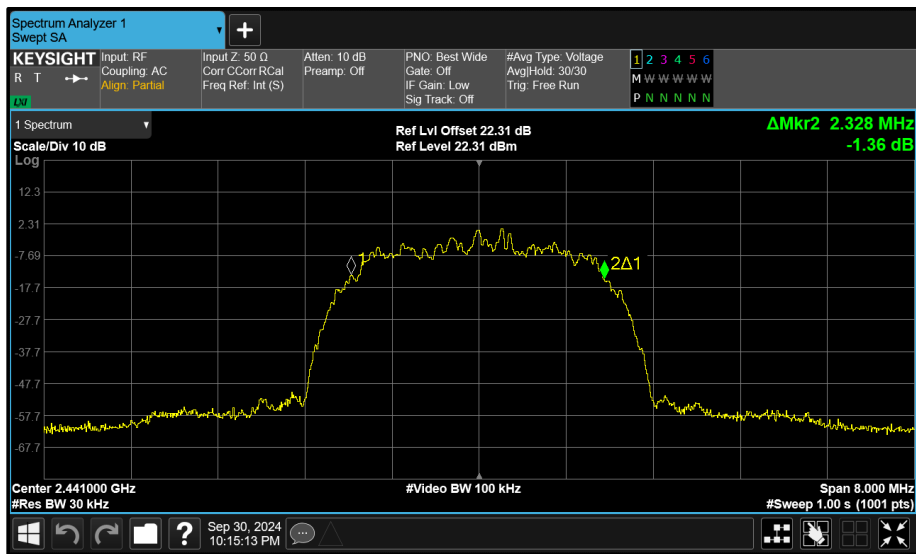 Spectrum Analyzer 1
Swept SA
KEYSIGHT
R T
LXI
Input: RF
Coupling: AC
Align: Partial
Input Z: 50 Ω
Corr CCorr RCal
Freq Ref: Int (S)
Atten: 10 dB
Preamp: Off
PNO: Best Wide
Gate: Off
IF Gain: Low
Sig Track: Off
#Avg Type: Voltage
Avg|Hold: 30/30
Trig: Free Run
1 2 3 4 5 6
M W W W W W
P N N N N N
1 Spectrum
Scale/Div 10 dB
Ref Lvl Offset 22.31 dB
Ref Level 22.31 dBm
ΔMkr2 2.328 MHz
-1.36 dB
Log
12.3
2.31
-7.69
-17.7
-27.7
-37.7
-47.7
-57.7
-67.7
1
2Δ1
Center 2.441000 GHz
#Video BW 100 kHz
Span 8.000 MHz
#Res BW 30 kHz
#Sweep 1.00 s (1001 pts)
?
Sep 30, 2024
10:15:13 PM